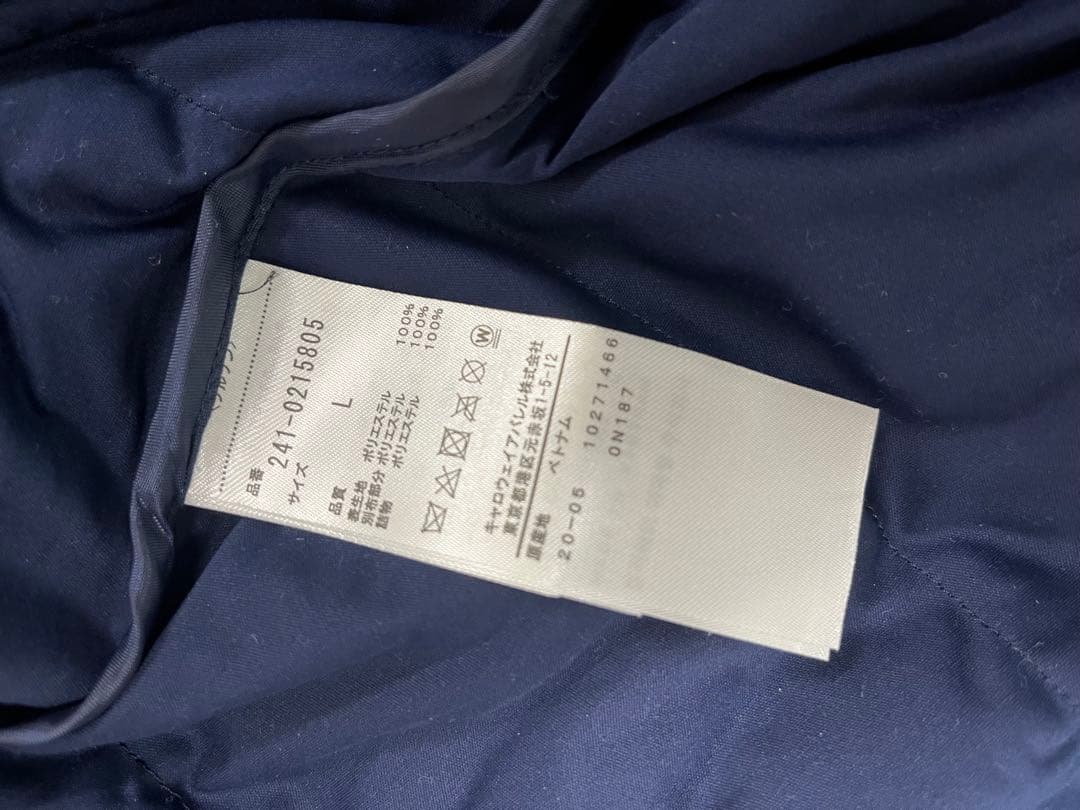 品番
241-0215805
サイズ
L
品質
表生地 ポリエステル 100%
別布部分 ポリエステル 100%
詰物 ポリエステル 100%
W
キャロウェイアパレル株式会社
東京都港区元赤坂1-5-12
原産地 ベトナム
20-05 10271466
0N187